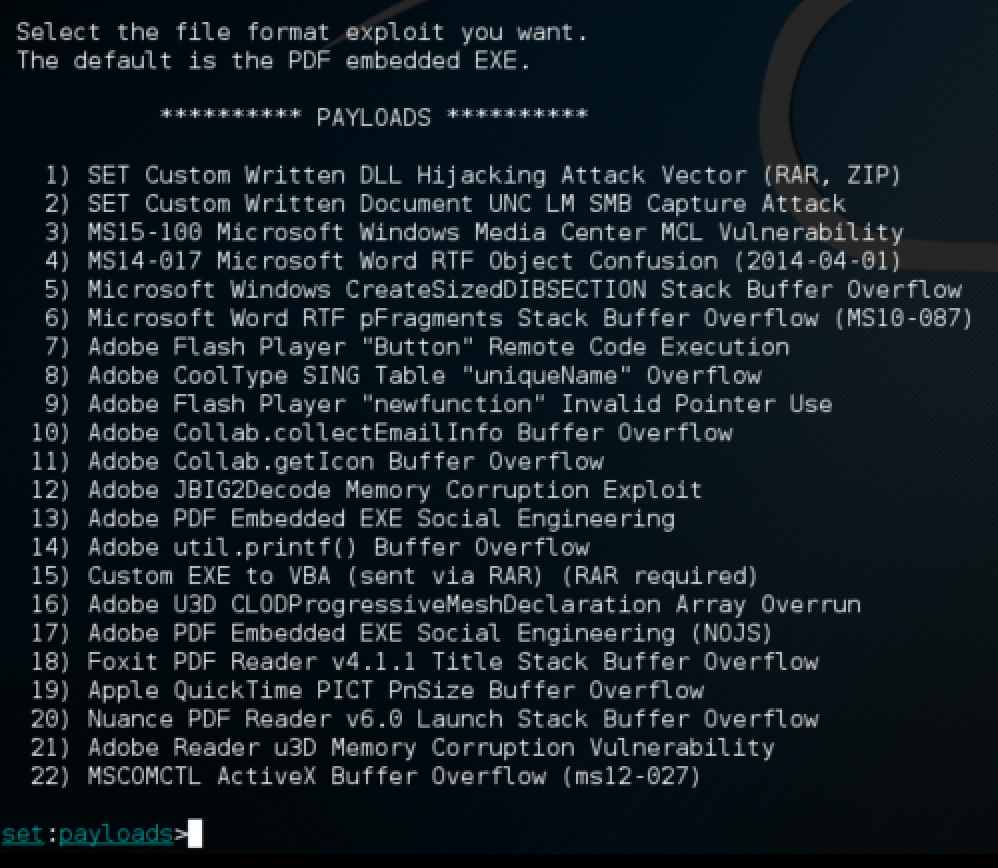 Select the file format exploit you want.
The default is the PDF embedded EXE.
********** PAYLOADS **********
1) SET Custom Written DLL Hijacking Attack Vector (RAR, ZIP)
2) SET Custom Written Document UNC LM SMB Capture Attack
3) MS15-100 Microsoft Windows Media Center MCL Vulnerability
4) MS14-017 Microsoft Word RTF Object Confusion (2014-04-01)
5) Microsoft Windows CreateSizedDIBSECTION Stack Buffer Overflow
6) Microsoft Word RTF pFragments Stack Buffer Overflow (MS10-087)
7) Adobe Flash Player "Button" Remote Code Execution
8) Adobe CoolType SING Table "uniqueName" Overflow
9) Adobe Flash Player "newfunction" Invalid Pointer Use
10) Adobe Collab.collectEmailInfo Buffer Overflow
11) Adobe Collab.getIcon Buffer Overflow
12) Adobe JBIG2Decode Memory Corruption Exploit
13) Adobe PDF Embedded EXE Social Engineering
14) Adobe util.printf() Buffer Overflow
15) Custom EXE to VBA (sent via RAR) (RAR required)
16) Adobe U3D CLODProgressiveMeshDeclaration Array Overrun
17) Adobe PDF Embedded EXE Social Engineering (NOJS)
18) Foxit PDF Reader v4.1.1 Title Stack Buffer Overflow
19) Apple QuickTime PICT PnSize Buffer Overflow
20) Nuance PDF Reader v6.0 Launch Stack Buffer Overflow
21) Adobe Reader u3D Memory Corruption Vulnerability
22) MSCOMCTL ActiveX Buffer Overflow (ms12-027)
set:payloads>